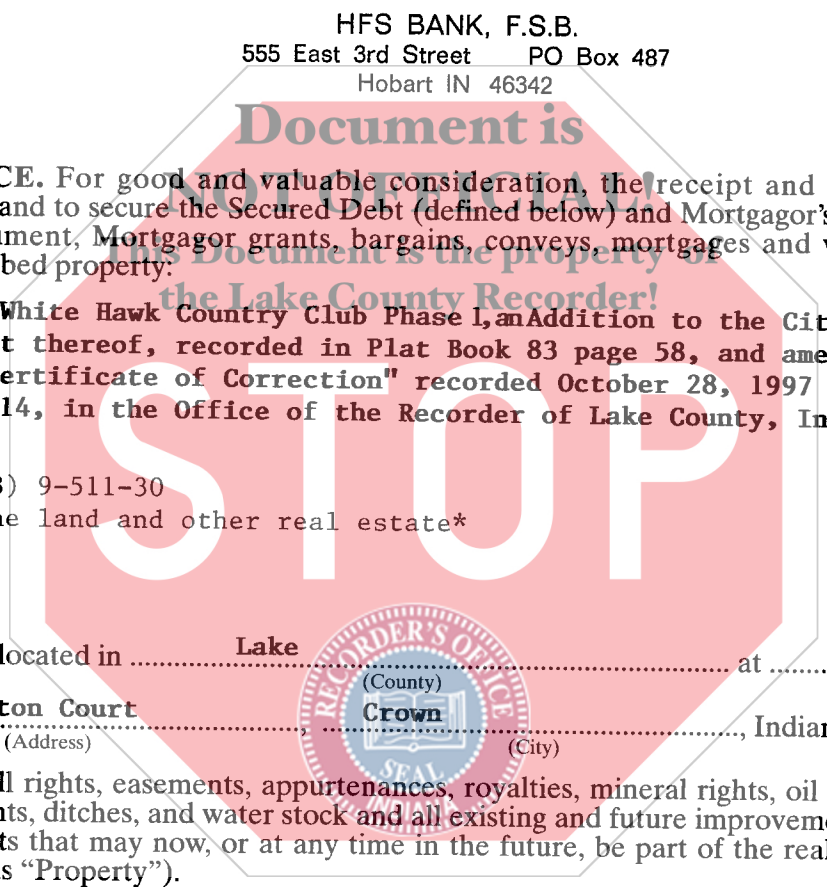 HFS BANK, F.S.B.
555 East 3rd Street PO Box 487
Hobart IN 46342
Document is
CE. For good and valuable consideration, the receipt and
NOT OFFICIAL!
and to secure the Secured Debt (defined below) and Mortgagor's
ument, Mortgagor grants, bargains, conveys, mortgages and v
This Document is the property of
bed property:
the Lake County Recorder!
White Hawk Country Club Phase 1, an Addition to the Cit
t thereof, recorded in Plat Book 83 page 58, and ame
ertificate of Correction" recorded October 28, 1997
14, in the Office of the Recorder of Lake County, In
STOP
) 9-511-30
e land and other real estate*
RECORDER'S OFFICE
located in .......... Lake .......... at ........
(County)
ton Court .........., .......... Crown .........., Indian
(Address) (City)
SEAL
INDIANA
ll rights, easements, appurtenances, royalties, mineral rights, oil
nts, ditches, and water stock and all existing and future improveme
ts that may now, or at any time in the future, be part of the real
s “Property”).